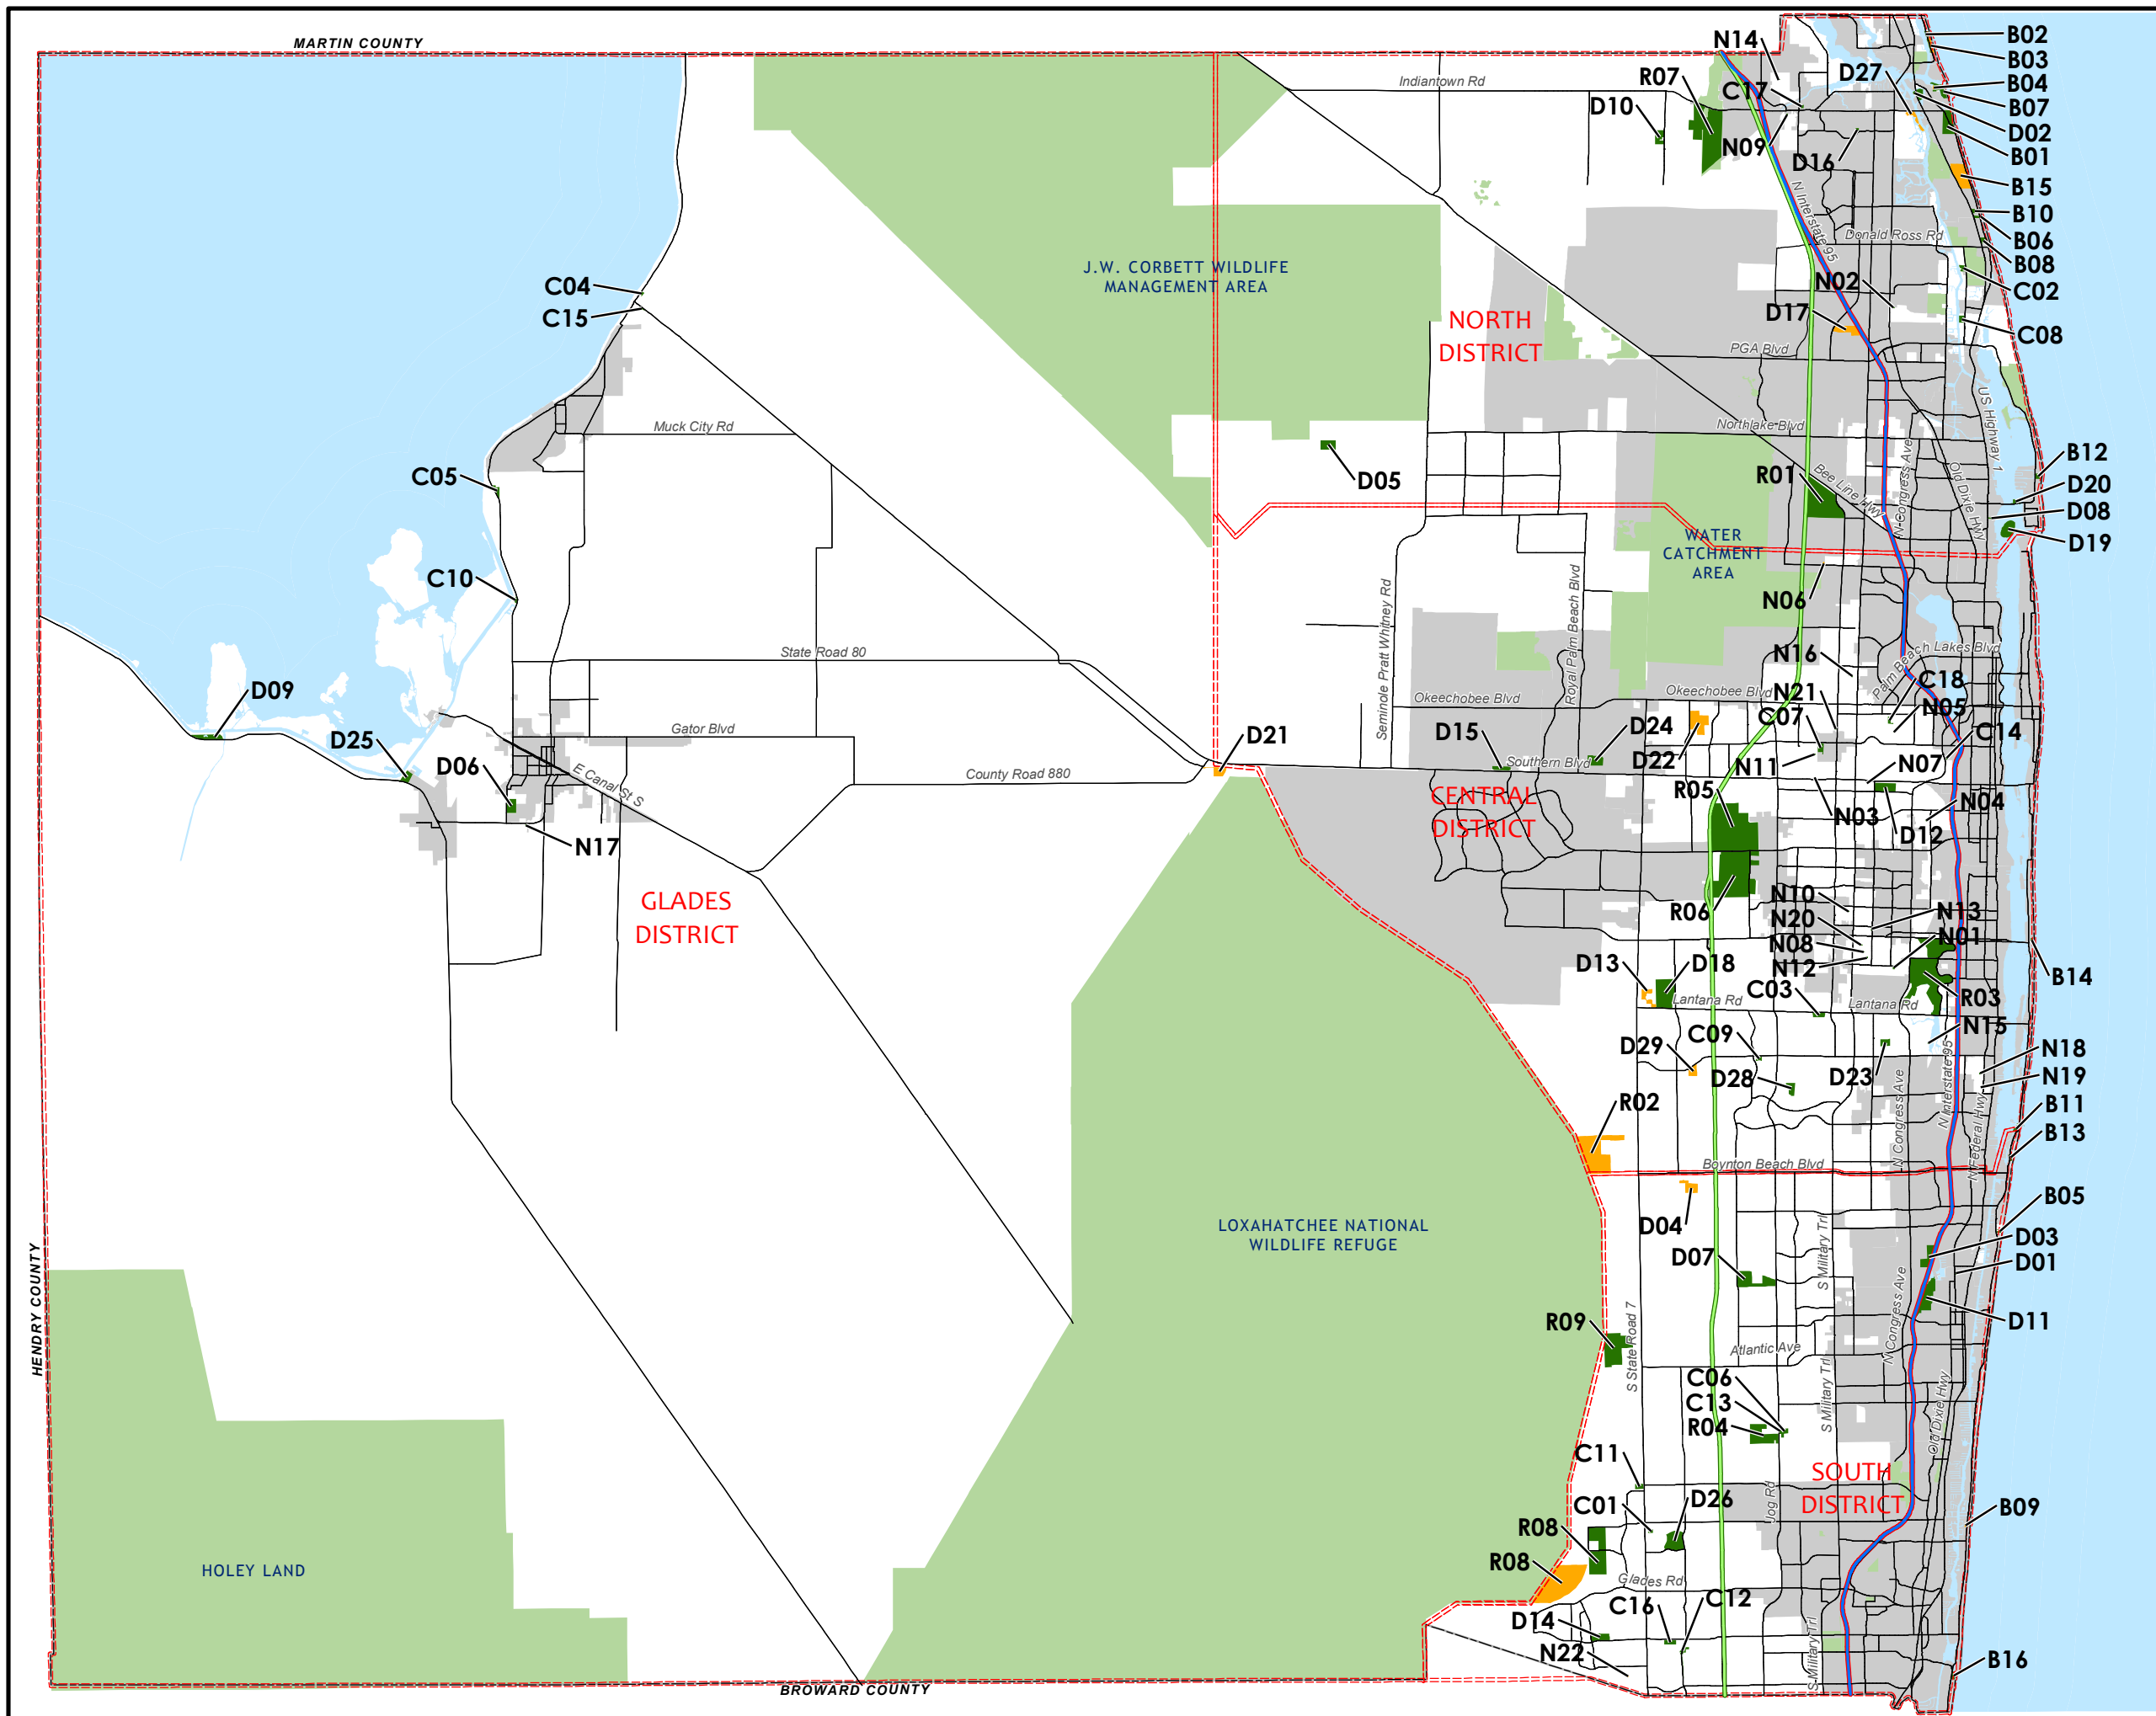 MARTIN COUNTY
N14
B02
B03
D27
R07
Indiantown Rd
C17
B04
B07
D10
D02
N09
D16
B01
B15
N Interstate 95
B10
Donald Ross Rd
B06
B08
J.W. CORBETT WILDLIFE
MANAGEMENT AREA
N02
C02
C04
C15
D17
NORTH
DISTRICT
C08
PGA Blvd
US Highway 1
Muck City Rd
Northlake Blvd
N Congress Ave
Old Dixie Hwy
B12
C05
D05
R01
Bee Line Hwy
D20
D08
WATER
CATCHMENT
AREA
D19
C10
Seminole Pratt Whitney Rd
Royal Palm Beach Blvd
N06
State Road 80
N16
Palm Beach Lakes Blvd
D09
Okeechobee Blvd
Okeechobee Blvd
N21
C18
C07
N05
Gator Blvd
D25
D21
D15
D24
C14
D22
Southern Blvd
N11
N07
D06
E Canal St S
County Road 880
R05
CENTRAL
DISTRICT
N03
N04
D12
N17
GLADES
DISTRICT
R06
N10
N20
N13
N08
N01
N12
D13
D18
B14
C03
Lantana Rd
Lantana Rd
R03
N15
C09
D29
N Interstate 95
N18
D28
D23
N19
N Congress Ave
R02
B11
N Federal Hwy
B13
Boynton Beach Blvd
B05
D04
LOXAHATCHEE NATIONAL
WILDLIFE REFUGE
S Military Trl
D03
D07
D01
HENDRY COUNTY
R09
S State Road 7
N Congress Ave
D11
Atlantic Ave
C06
C13
R04
S Military Trl
Old Dixie Hwy
C11
SOUTH
DISTRICT
Jog Rd
C01
D26
B09
R08
R08
HOLEY LAND
Glades Rd
C16
C12
D14
S Military Trl
N22
B16
BROWARD COUNTY